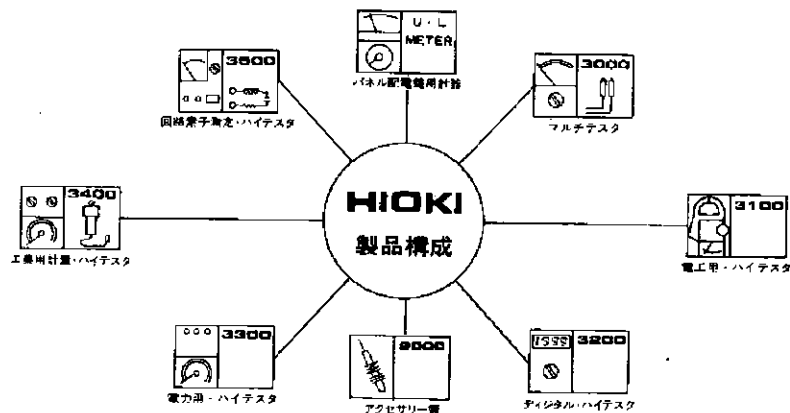 U・L
METER
パネル配電盤用計器
3500
回路素子測定・ハイテスタ
3000
マルチテスタ
3400
工業用計量・ハイテスタ
HIOKI
製品構成
3100
電工用・ハイテスタ
3300
電力用・ハイテスタ
9000
アクセサリー
1999
3200
ディジタル・ハイテスタ